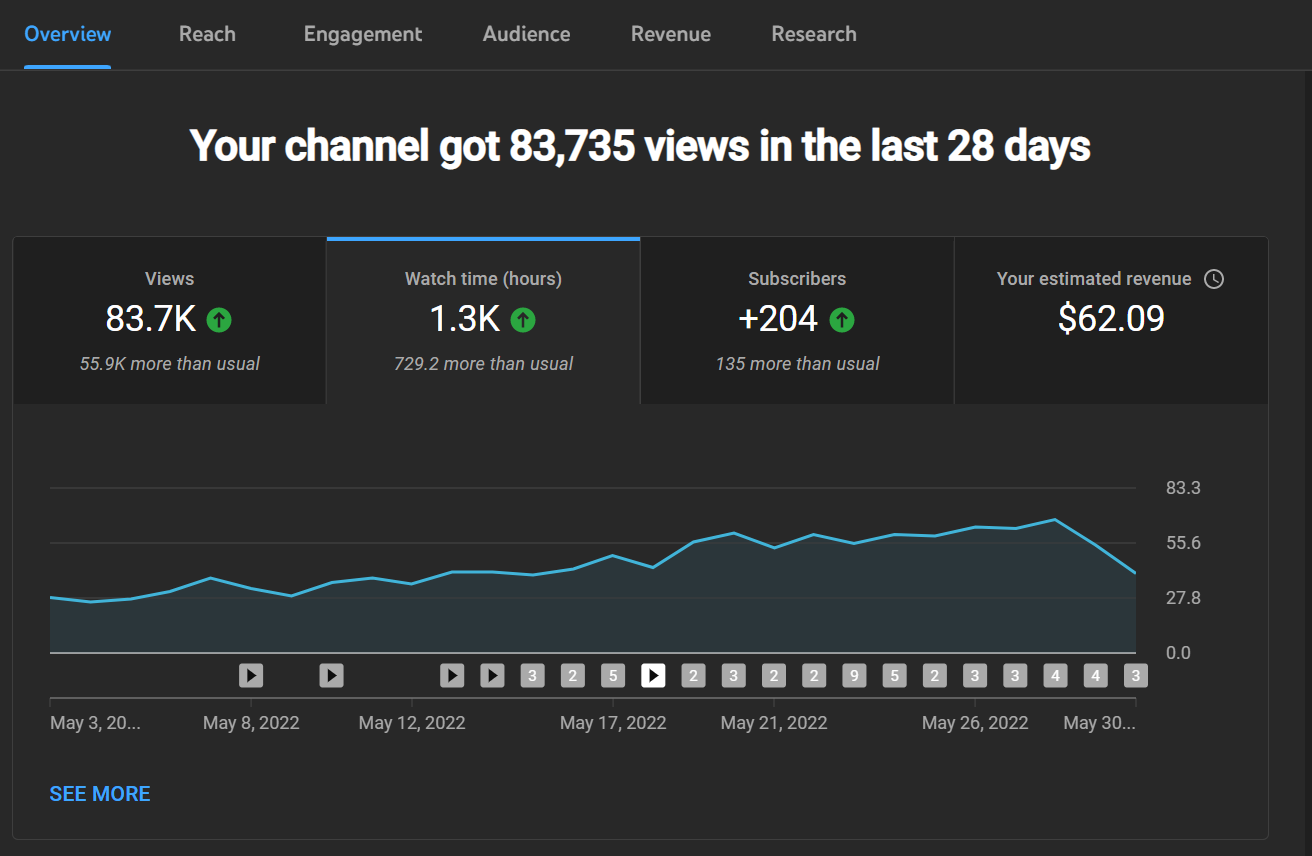 Overview Reach Engagement Audience Revenue Research
Your channel got 83,735 views in the last 28 days
Views Watch time (hours) Subscribers Your estimated revenue
83.7K 1.3K +204 $62.09
55.9K more than usual 729.2 more than usual 135 more than usual
83.3
55.6
27.8
0.0
3 2 5 2 3 2 2 9 5 2 3 3 4 4 3
May 3, 20... May 8, 2022 May 12, 2022 May 17, 2022 May 21, 2022 May 26, 2022 May 30...
SEE MORE